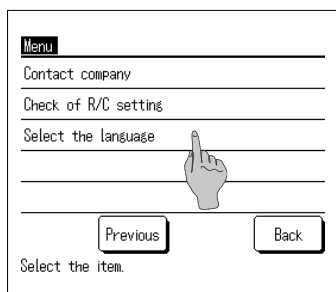 Menu
Contact company
Check of R/C setting
Select the language
Previous Back
Select the item.